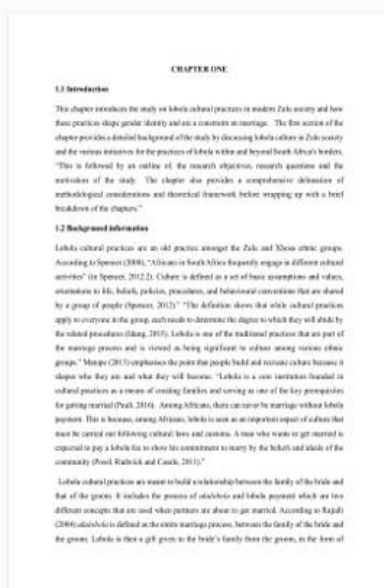 CHAPTER ONE
1.1 Introduction
This chapter introduces the study on lobola cultural practices in modern Zulu society and how
these practices shape gender identity and are a constraint on marriage. The first section of the
chapter provides a detailed background of the study by discussing lobola culture in Zulu society
and the various initiatives for the practices of lobola within and beyond South Africa's borders.
"This is followed by an outline of, the research objectives, research questions and the
motivation of the study. The chapter also provides a comprehensive delineation of
methodological considerations and theoretical framework before wrapping up with a brief
breakdown of the chapters."
1.2 Background information
Lobola cultural practices are an old practice amongst the Zulu and Xhosa ethnic groups.
According to Spencer (2008), "Africans in South Africa frequently engage in different cultural
activities" (in Spencer, 2012:2). Culture is defined as a set of basic assumptions and values,
orientations to life, beliefs, policies, procedures, and behavioural conventions that are shared
by a group of people (Spencer, 2012)." "The definition shows that while cultural practices
apply to everyone in the group, each needs to determine the degree to which they will abide by
the related procedures (Idang, 2015). Lobola is one of the traditional practices that are part of
the marriage process and is viewed as being significant to culture among various ethnic
groups." Matope (2013) emphasises the point that people build and recreate culture because it
shapes who they are and what they will become. "Lobola is a core institution founded in
cultural practices as a means of creating families and serving as one of the key prerequisites
for getting married (Pauli, 2016). Among Africans, there can never be marriage without lobola
payment. This is because, among Africans, lobola is seen as an important aspect of culture that
must be carried out following cultural laws and customs. A man who wants to get married is
expected to pay a lobola fee to show his commitment to marry by the beliefs and ideals of the
community (Posel, Rudwick and Casale, 2011)."
Lobola cultural practices are meant to build a relationship between the family of the bride and
that of the groom. It includes the process of and lobola payment which are two
different concepts that are used when partners are about to get married. According to
(2004) is defined as the entire marriage process, between the family of the bride and
the groom. Lobola is then a gift given to the bride's family from the groom, in the form of